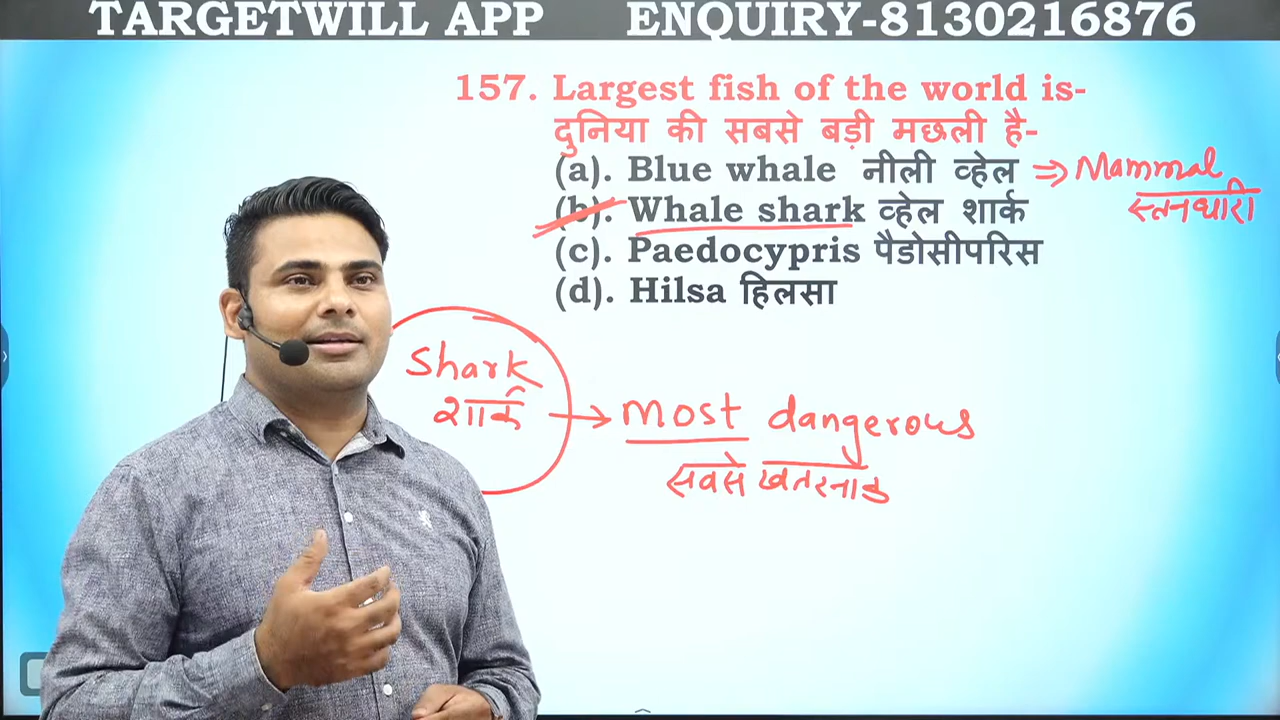 TARGETWILL APP ENQUIRY-8130216876
157. Largest fish of the world is-
दुनिया की सबसे बड़ी मछली है-
(a). Blue whale नीली व्हेल ⇒ Mammal
स्तनधारी
(b). Whale shark व्हेल शार्क
(c). Paedocypris पैडोसीपरिस
(d). Hilsa हिलसा
Shark
शार्क → most dangerous
सबसे खतरनाक